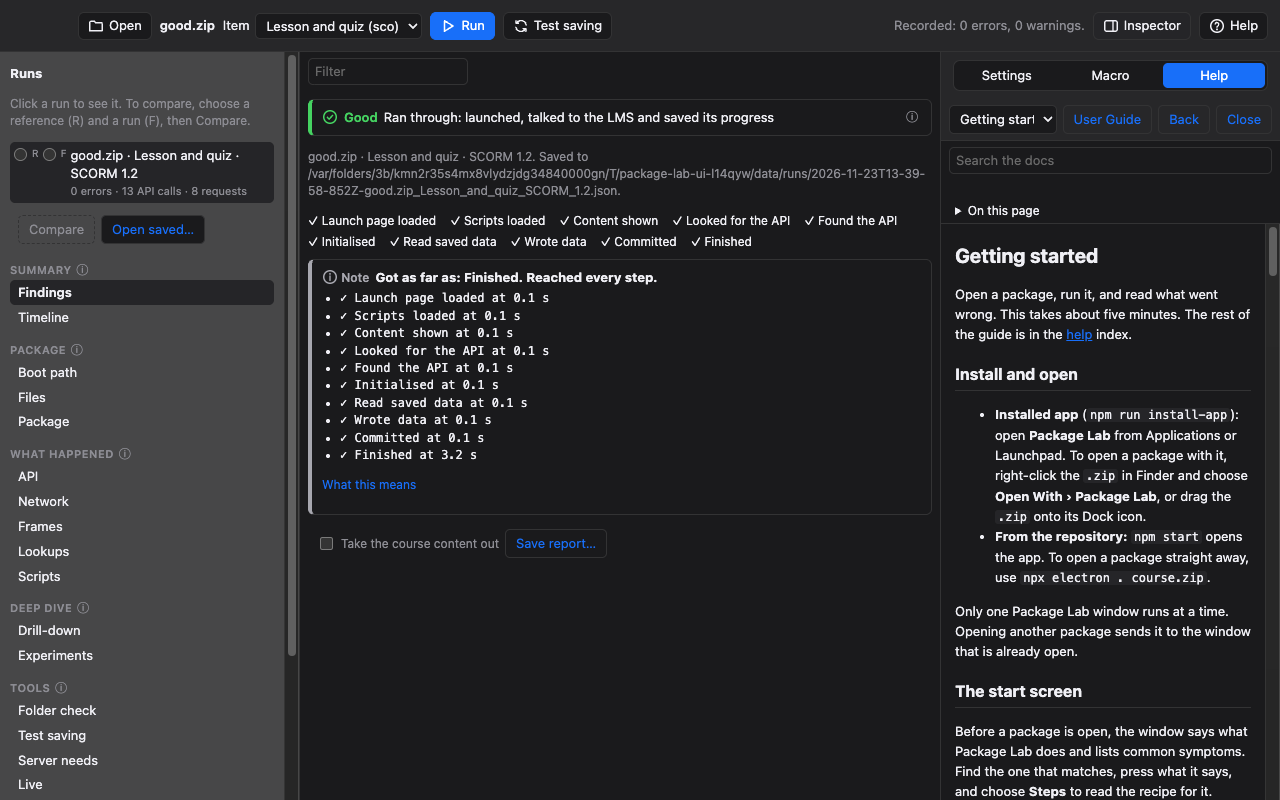 Open good.zip Item Lesson and quiz (sco) Run Test saving Recorded: 0 errors, 0 warnings. Inspector Help
Runs
Click a run to see it. To compare, choose a
reference (R) and a run (F), then Compare.
R F good.zip · Lesson and quiz ·
SCORM 1.2
0 errors · 13 API calls · 8 requests
Compare Open saved...
SUMMARY
Findings
Timeline
PACKAGE
Boot path
Files
Package
WHAT HAPPENED
API
Network
Frames
Lookups
Scripts
DEEP DIVE
Drill-down
Experiments
TOOLS
Folder check
Test saving
Server needs
Live
Filter
Good Ran through: launched, talked to the LMS and saved its progress
good.zip · Lesson and quiz · SCORM 1.2. Saved to
/var/folders/3b/kmn2r35s4mx8vlydzjdg34840000gn/T/package-lab-ui-l14qyw/data/runs/2026-11-23T13-39-
58-852Z-good.zip_Lesson_and_quiz_SCORM_1.2.json.
✓ Launch page loaded ✓ Scripts loaded ✓ Content shown ✓ Looked for the API ✓ Found the API
✓ Initialised ✓ Read saved data ✓ Wrote data ✓ Committed ✓ Finished
Note Got as far as: Finished. Reached every step.
• ✓ Launch page loaded at 0.1 s
• ✓ Scripts loaded at 0.1 s
• ✓ Content shown at 0.1 s
• ✓ Looked for the API at 0.1 s
• ✓ Found the API at 0.1 s
• ✓ Initialised at 0.1 s
• ✓ Read saved data at 0.1 s
• ✓ Wrote data at 0.1 s
• ✓ Committed at 0.1 s
• ✓ Finished at 3.2 s
What this means
Take the course content out Save report...
Settings Macro Help
Getting start User Guide Back Close
Search the docs
On this page
Getting started
Open a package, run it, and read what went
wrong. This takes about five minutes. The rest
of the guide is in the help index.
Install and open
• Installed app (npm run install-app):
open Package Lab from Applications or
Launchpad. To open a package with it,
right-click the .zip in Finder and choose
Open With › Package Lab, or drag the
.zip onto its Dock icon.
• From the repository: npm start opens
the app. To open a package straight away,
use npx electron . course.zip.
Only one Package Lab window runs at a time.
Opening another package sends it to the window
that is already open.
The start screen
Before a package is open, the window says what
Package Lab does and lists common symptoms.
Find the one that matches, press what it says,
and choose Steps to read the recipe for it.